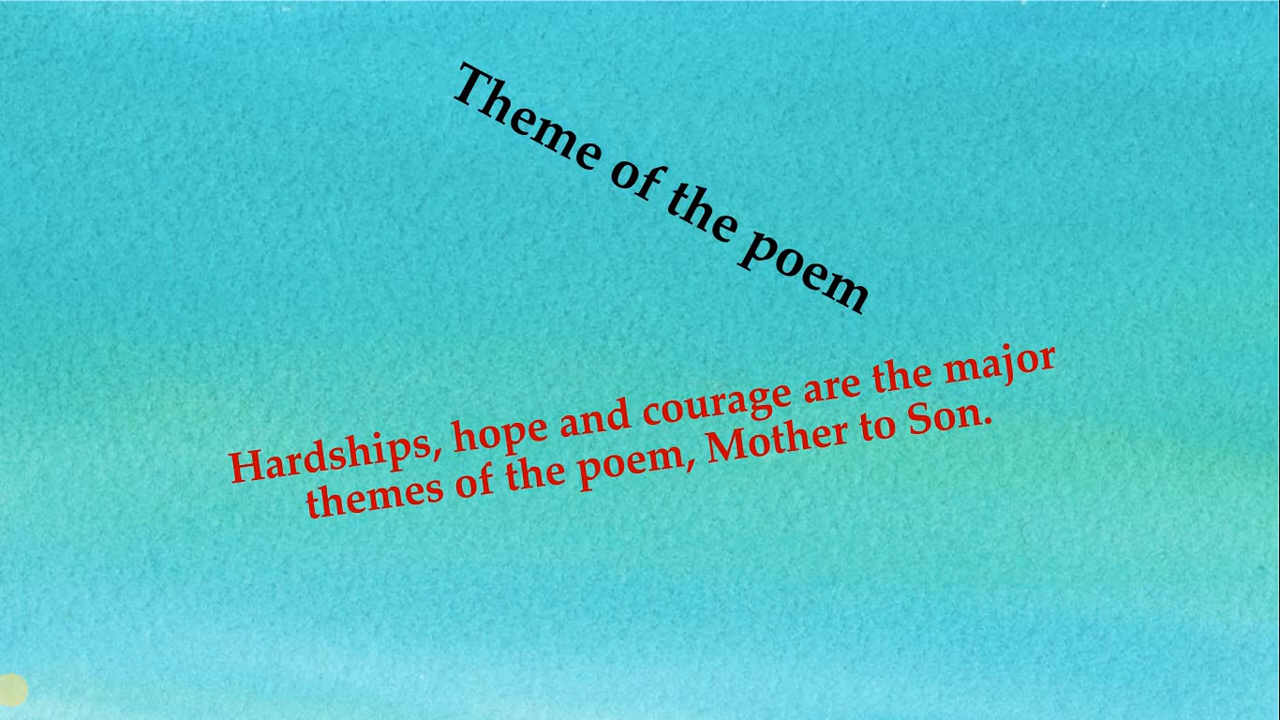 Theme of the poem
Hardships, hope and courage are the major
themes of the poem, Mother to Son.